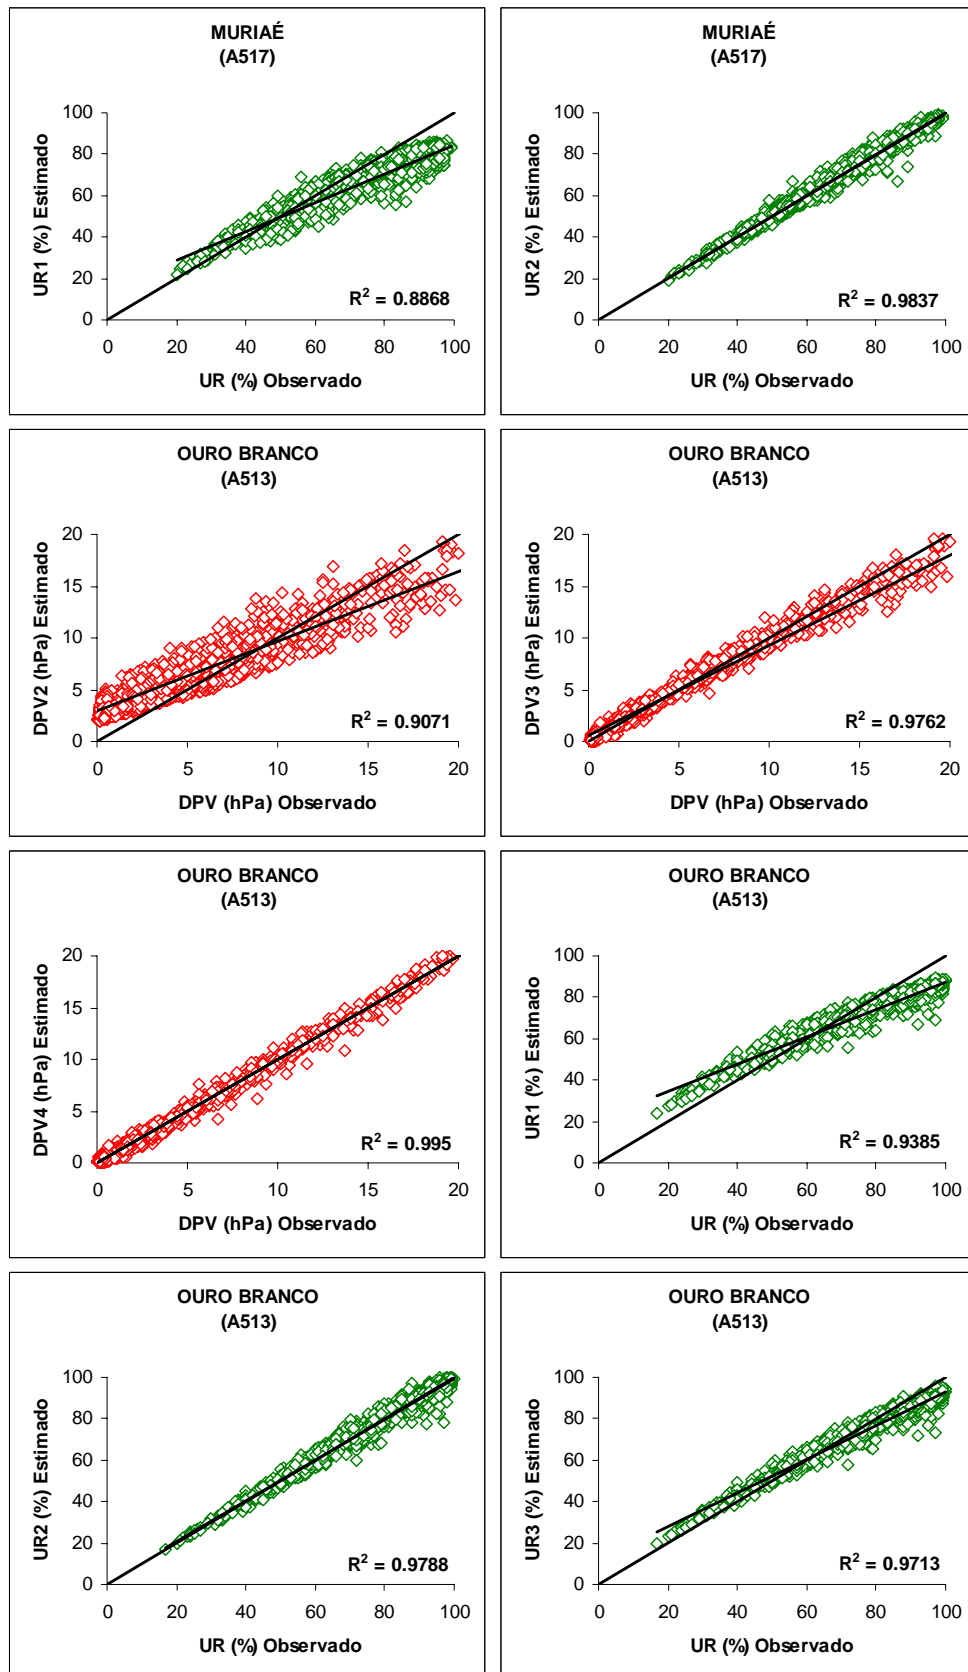 MURIAÉ
(A517)
100
80
60
40
20
0
UR1 (%) Estimado
R² = 0.8868
0 20 40 60 80 100
UR (%) Observado
MURIAÉ
(A517)
100
80
60
40
20
0
UR2 (%) Estimado
R² = 0.9837
0 20 40 60 80 100
UR (%) Observado
OURO BRANCO
(A513)
20
15
10
5
0
DPV2 (hPa) Estimado
R² = 0.9071
0 5 10 15 20
DPV (hPa) Observado
OURO BRANCO
(A513)
20
15
10
5
0
DPV3 (hPa) Estimado
R² = 0.9762
0 5 10 15 20
DPV (hPa) Observado
OURO BRANCO
(A513)
20
15
10
5
0
DPV4 (hPa) Estimado
R² = 0.995
0 5 10 15 20
DPV (hPa) Observado
OURO BRANCO
(A513)
100
80
60
40
20
0
UR1 (%) Estimado
R² = 0.9385
0 20 40 60 80 100
UR (%) Observado
OURO BRANCO
(A513)
100
80
60
40
20
0
UR2 (%) Estimado
R² = 0.9788
0 20 40 60 80 100
UR (%) Observado
OURO BRANCO
(A513)
100
80
60
40
20
0
UR3 (%) Estimado
R² = 0.9713
0 20 40 60 80 100
UR (%) Observado